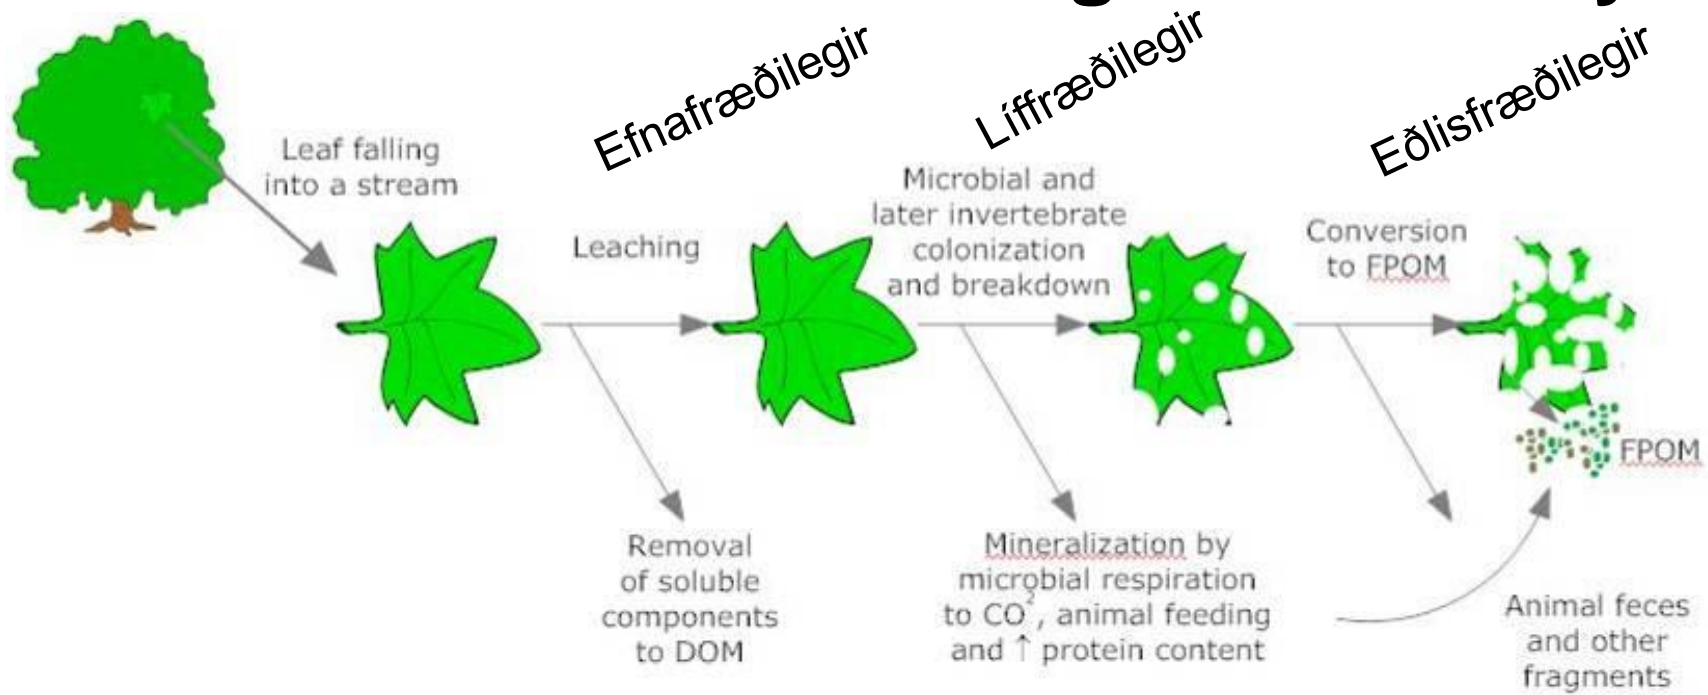 Efnafræðilegir
Líffræðilegir
Eðlisfræðilegir
Leaf falling
into a stream
Leaching
Microbial and
later invertebrate
colonization
and breakdown
Conversion
to FPOM
Removal
of soluble
components
to DOM
Mineralization by
microbial respiration
to CO², animal feeding
and ↑ protein content
FPOM
Animal feces
and other
fragments